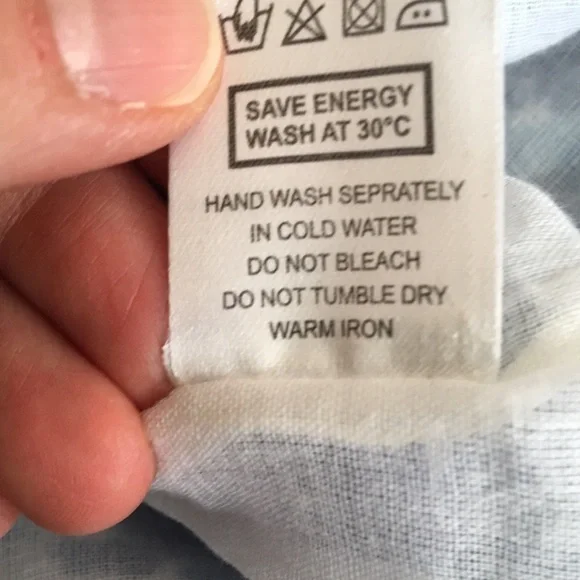 SAVE ENERGY
WASH AT 30°C
HAND WASH SEPRATELY
IN COLD WATER
DO NOT BLEACH
DO NOT TUMBLE DRY
WARM IRON